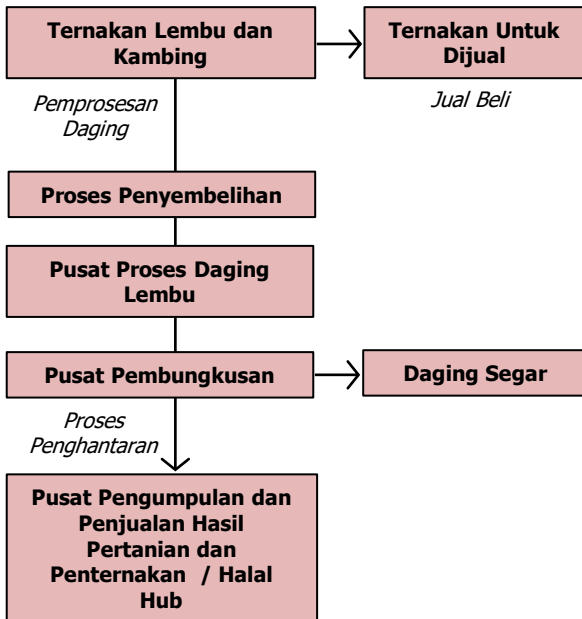 Ternakan Lembu dan
Kambing
Ternakan Untuk
Dijual
Pemprosesan
Daging
Jual Beli
Proses Penyembelihan
Pusat Proses Daging
Lembu
Pusat Pembungkusan
Daging Segar
Proses
Penghantaran
Pusat Pengumpulan dan
Penjualan Hasil
Pertanian dan
Penternakan / Halal
Hub